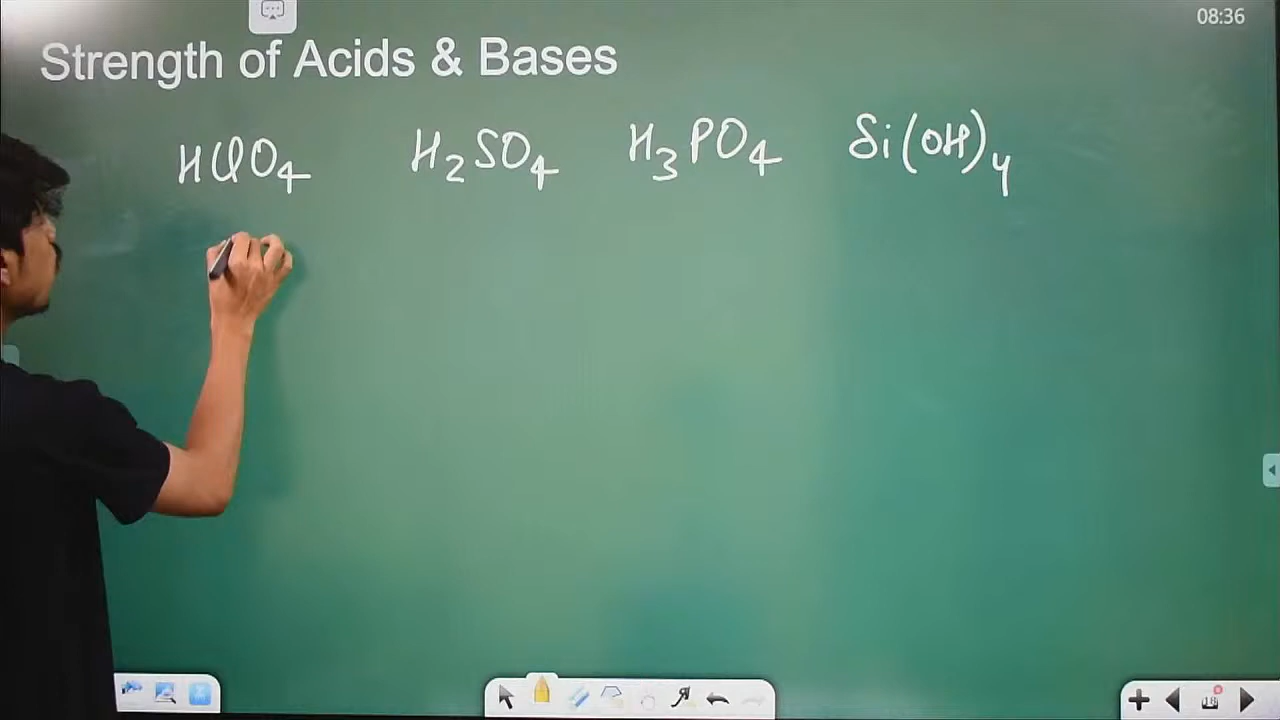 08:36
Strength of Acids & Bases
HClO₄ H₂SO₄ H₃PO₄ Si(OH)₄